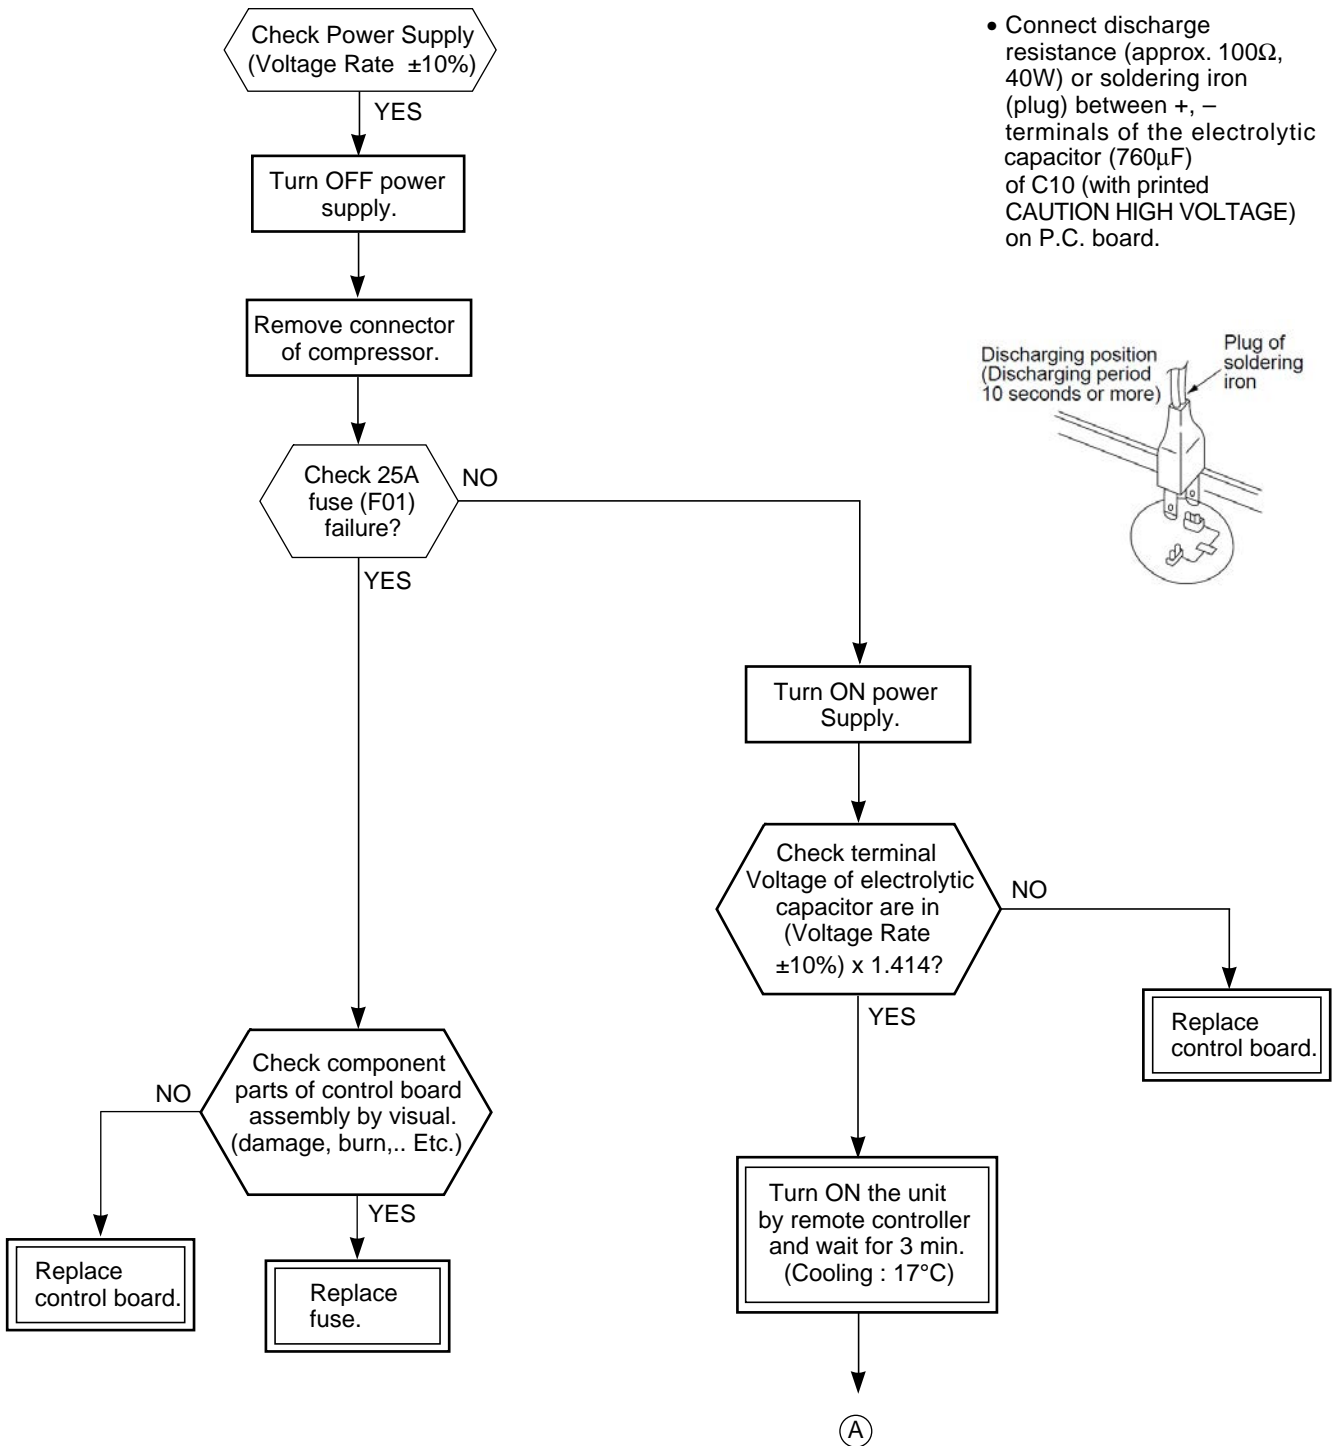 Check Power Supply
(Voltage Rate ±10%)
YES
Turn OFF power
supply.
Remove connector
of compressor.
Check 25A
fuse (F01)
failure?
NO
YES
Turn ON power
Supply.
Check terminal
Voltage of electrolytic
capacitor are in
(Voltage Rate
±10%) x 1.414?
NO
YES
Replace
control board.
Check component
parts of control board
assembly by visual.
(damage, burn,.. Etc.)
NO
YES
Replace
control board.
Replace
fuse.
Turn ON the unit
by remote controller
and wait for 3 min.
(Cooling : 17°C)
A
• Connect discharge
resistance (approx. 100Ω,
40W) or soldering iron
(plug) between +, –
terminals of the electrolytic
capacitor (760μF)
of C10 (with printed
CAUTION HIGH VOLTAGE)
on P.C. board.
Discharging position
(Discharging period
10 seconds or more)
Plug of
soldering
iron